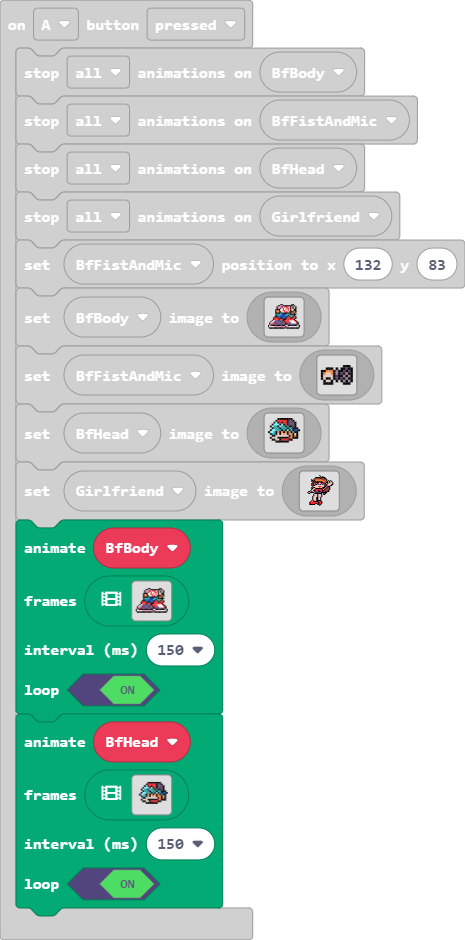 on A button pressed
stop all animations on BfBody
stop all animations on BfFistAndMic
stop all animations on BfHead
stop all animations on Girlfriend
set BfFistAndMic position to x 132 y 83
set BfBody image to
set BfFistAndMic image to
set BfHead image to
set Girlfriend image to
animate BfBody
frames
interval (ms) 150
loop ON
animate BfHead
frames
interval (ms) 150
loop ON